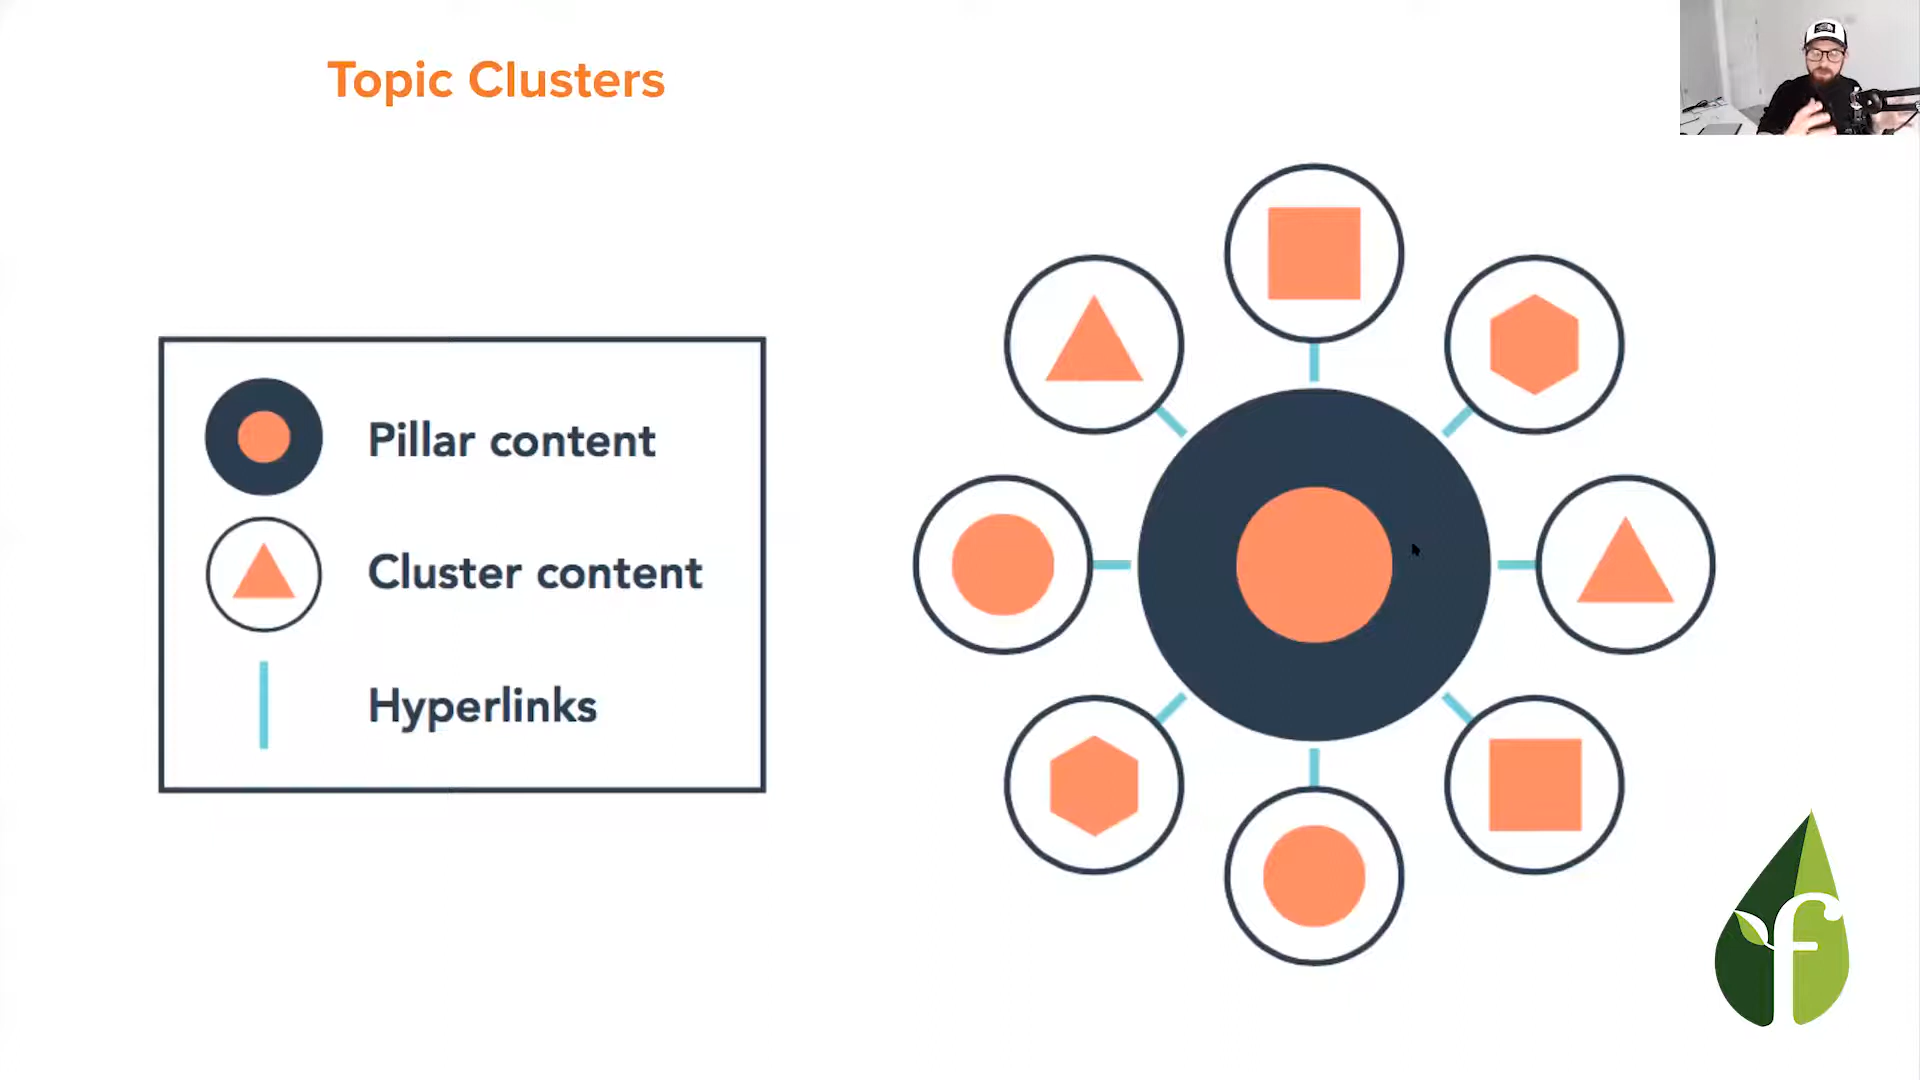 Topic Clusters
Pillar content
Cluster content
Hyperlinks
f